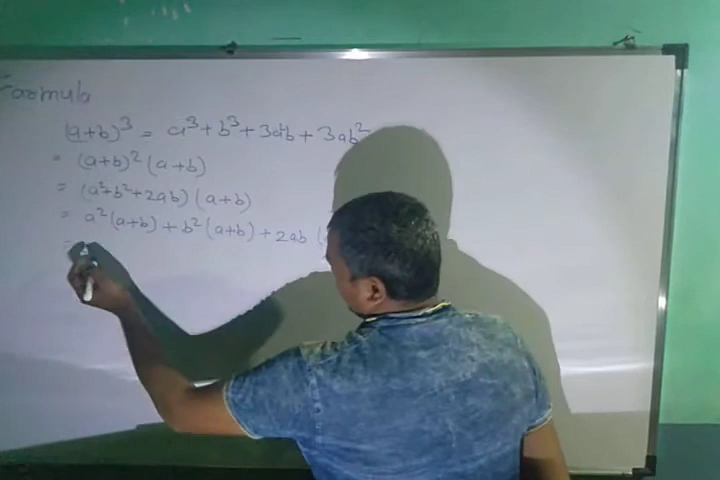 Formula
(a+b)³ = a³+b³+3a²b+3ab²
= (a+b)²(a+b)
= (a²+b²+2ab)(a+b)
= a²(a+b)+b²(a+b)+2ab (
=